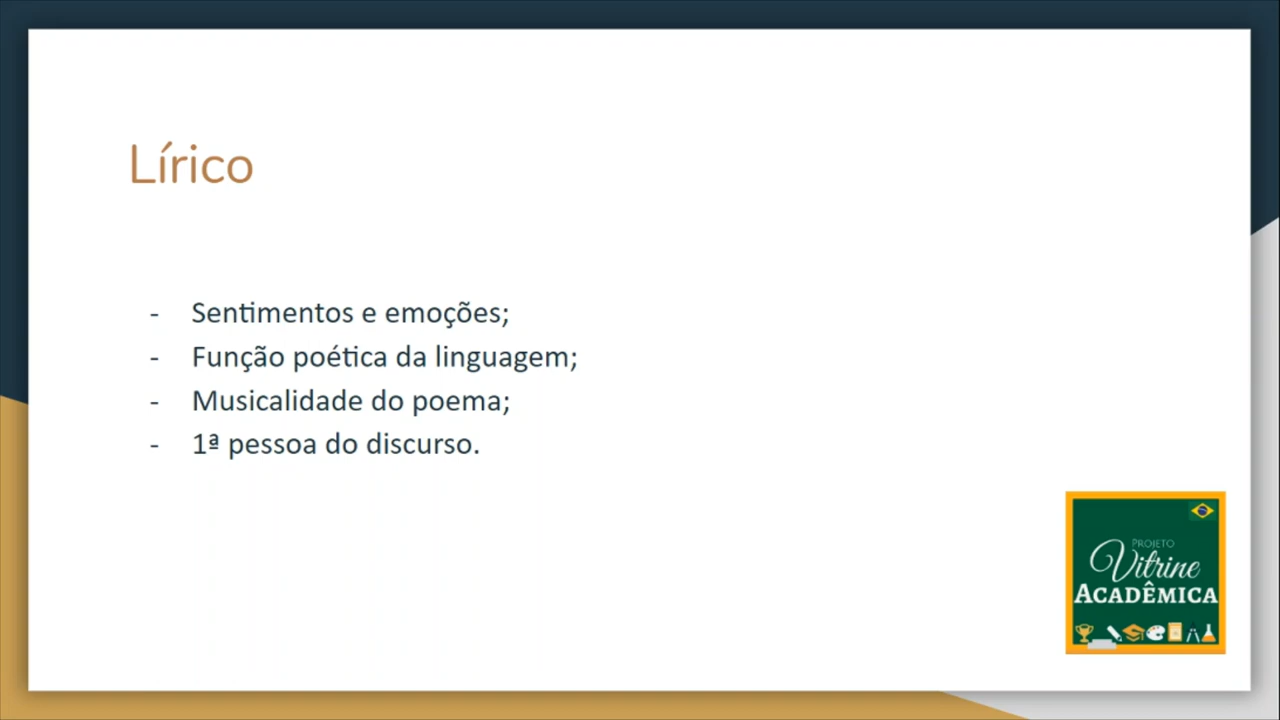 Lírico
- Sentimentos e emoções;
- Função poética da linguagem;
- Musicalidade do poema;
- 1ª pessoa do discurso.
PROJETO
Vitrine
ACADÊMICA